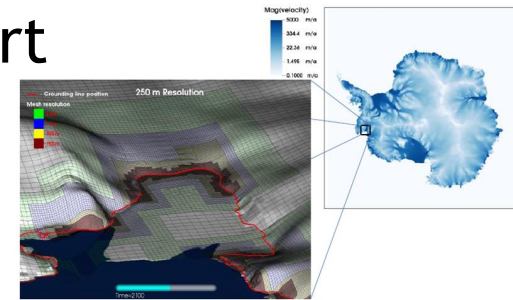 rt
Mag(velocity)
5000 m/a
334.4 m/a
22.36 m/a
1.495 m/a
0.1000 m/a
Grounding line position
250 m Resolution
Mesh resolution
Time=2100